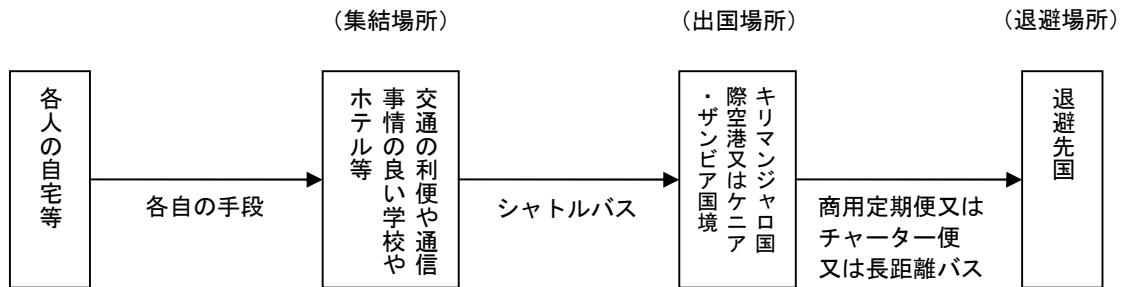 （集結場所）
（出国場所）
（退避場所）
各人の自宅等
各自の手段
交通の利便や通信
事情の良い学校や
ホテル等
シャトルバス
キリマンジャロ国
際空港又はケニア
・ザンビア国境
商用定期便又は
チャーター便
又は長距離バス
退避先国